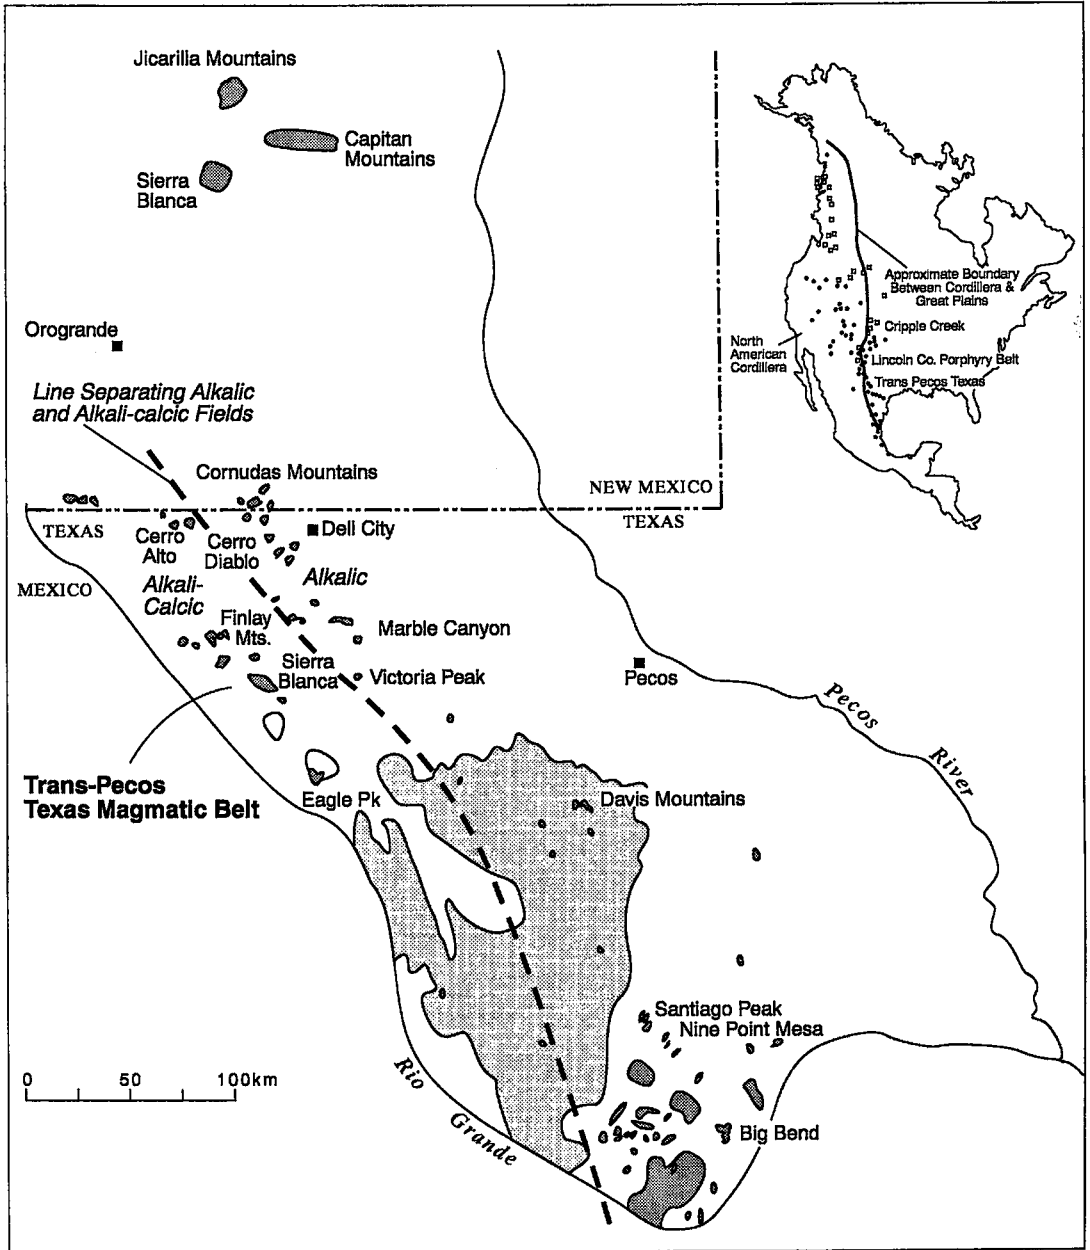 Jicarilla Mountains
Capitan
Mountains
Sierra
Blanca
Approximate Boundary
Between Cordillera &
Great Plains
Cripple Creek
North
American
Cordillera
Lincoln Co. Porphyry Belt
Trans Pecos Texas
Orogrande
Line Separating Alkalic
and Alkali-calcic Fields
Cornudas Mountains
NEW MEXICO
TEXAS
TEXAS
Dell City
Cerro
Alto
Cerro
Diablo
MEXICO
Alkali-
Calcic
Alkalic
Finlay
Mts.
Marble Canyon
Sierra
Blanca
Victoria Peak
Pecos
Pecos
River
Trans-Pecos
Texas Magmatic Belt
Eagle Pk
Davis Mountains
Santiago Peak
Nine Point Mesa
0 50 100km
Rio
Grande
Big Bend